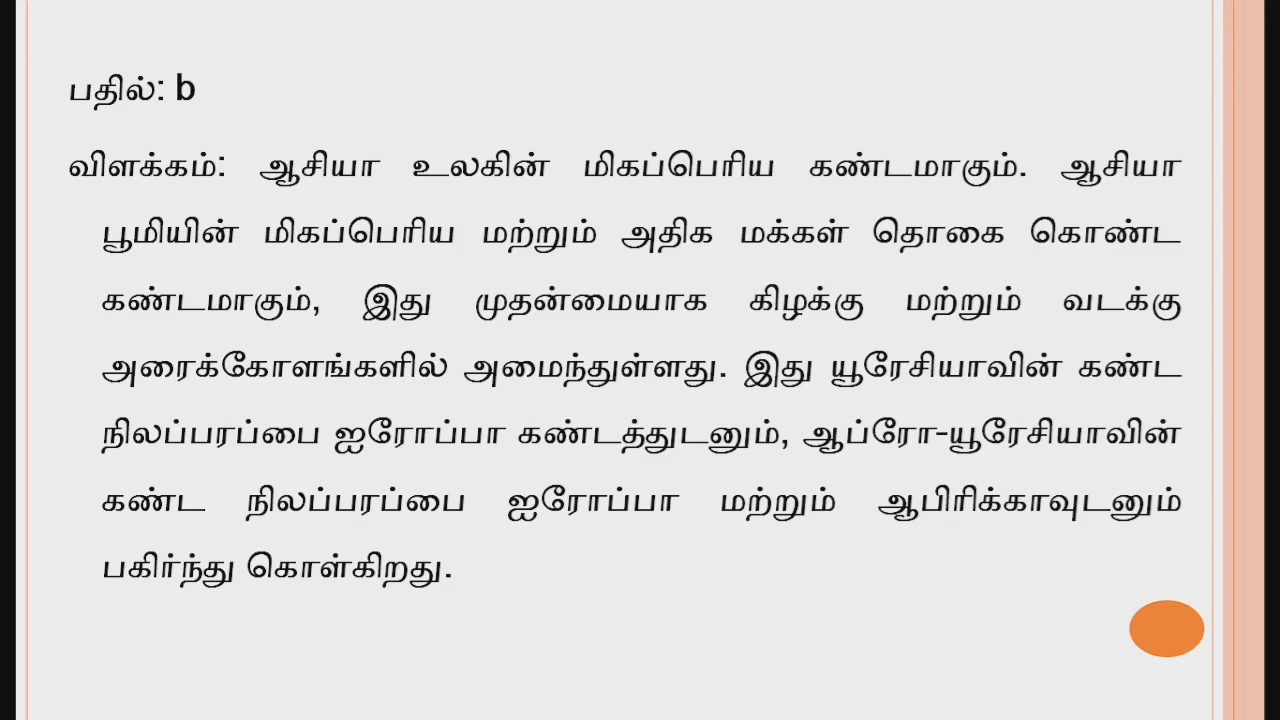 பதில்: b
விளக்கம்: ஆசியா உலகின் மிகப்பெரிய கண்டமாகும். ஆசியா
பூமியின் மிகப்பெரிய மற்றும் அதிக மக்கள் தொகை கொண்ட
கண்டமாகும், இது முதன்மையாக கிழக்கு மற்றும் வடக்கு
அரைக்கோளங்களில் அமைந்துள்ளது. இது யூரேசியாவின் கண்ட
நிலப்பரப்பை ஐரோப்பா கண்டத்துடனும், ஆப்ரோ-யூரேசியாவின்
கண்ட நிலப்பரப்பை ஐரோப்பா மற்றும் ஆபிரிக்காவுடனும்
பகிர்ந்து கொள்கிறது.